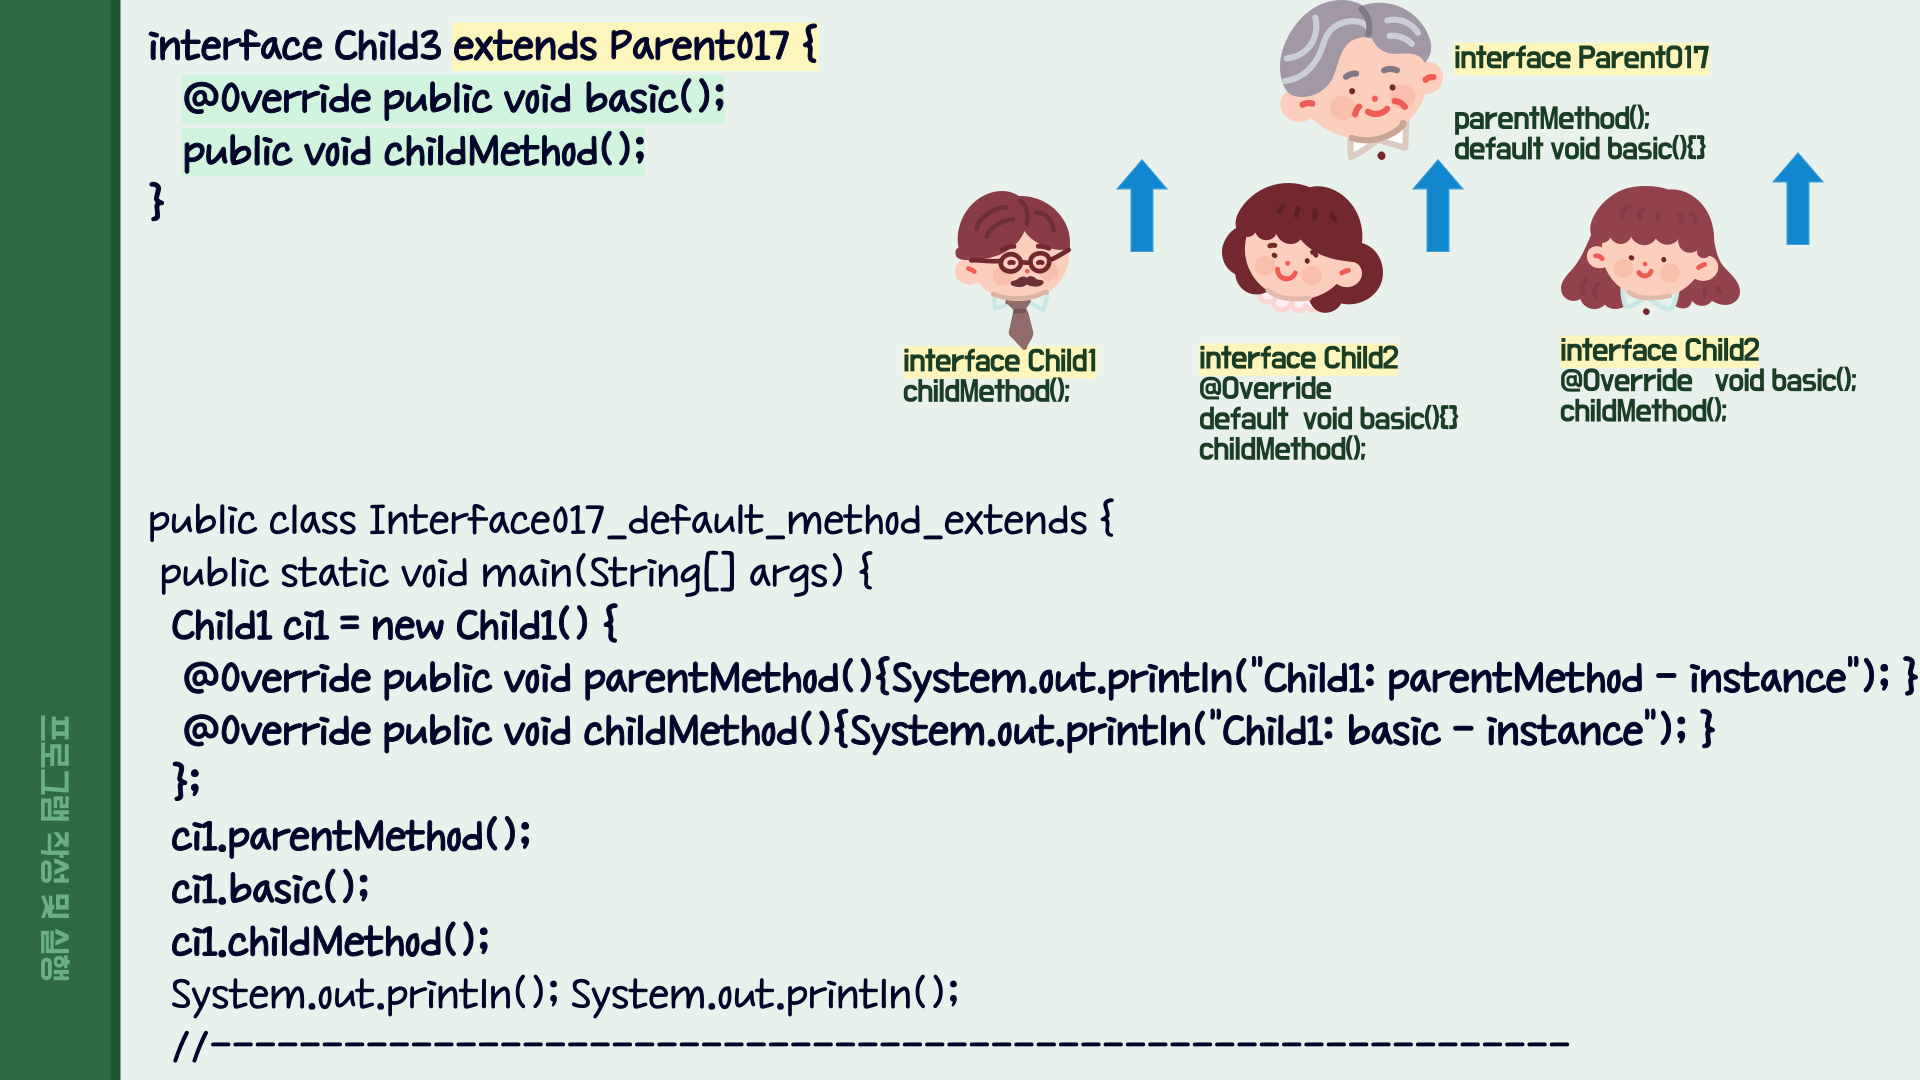 interface Child3 extends Parent017 {
@Override public void basic();
public void childMethod();
}
interface Parent017
parentMethod();
default void basic(){}
interface Child1
childMethod();
interface Child2
@Override
default void basic(){}
childMethod();
interface Child2
@Override void basic();
childMethod();
public class Interface017_default_method_extends {
public static void main(String[] args) {
Child1 ci1 = new Child1() {
@Override public void parentMethod(){System.out.println("Child1: parentMethod - instance"); }
@Override public void childMethod(){System.out.println("Child1: basic - instance"); }
};
ci1.parentMethod();
ci1.basic();
ci1.childMethod();
System.out.println(); System.out.println();
//-------------------------------------------------------------
프로그램 작성 및 실행